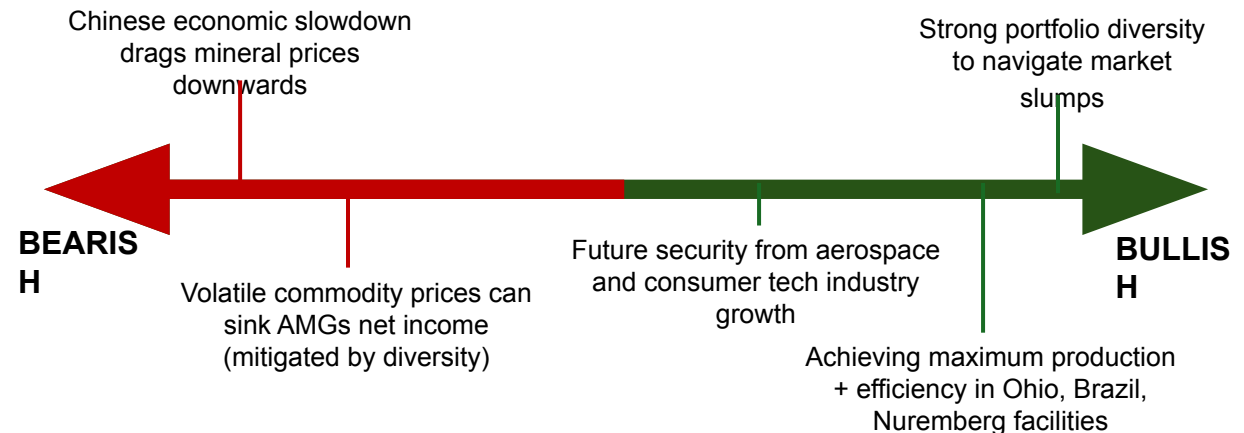 Chinese economic slowdown
drags mineral prices
downwards
Strong portfolio diversity
to navigate market
slumps
BEARIS
H
Volatile commodity prices can
sink AMGs net income
(mitigated by diversity)
Future security from aerospace
and consumer tech industry
growth
BULLIS
H
Achieving maximum production
+ efficiency in Ohio, Brazil,
Nuremberg facilities